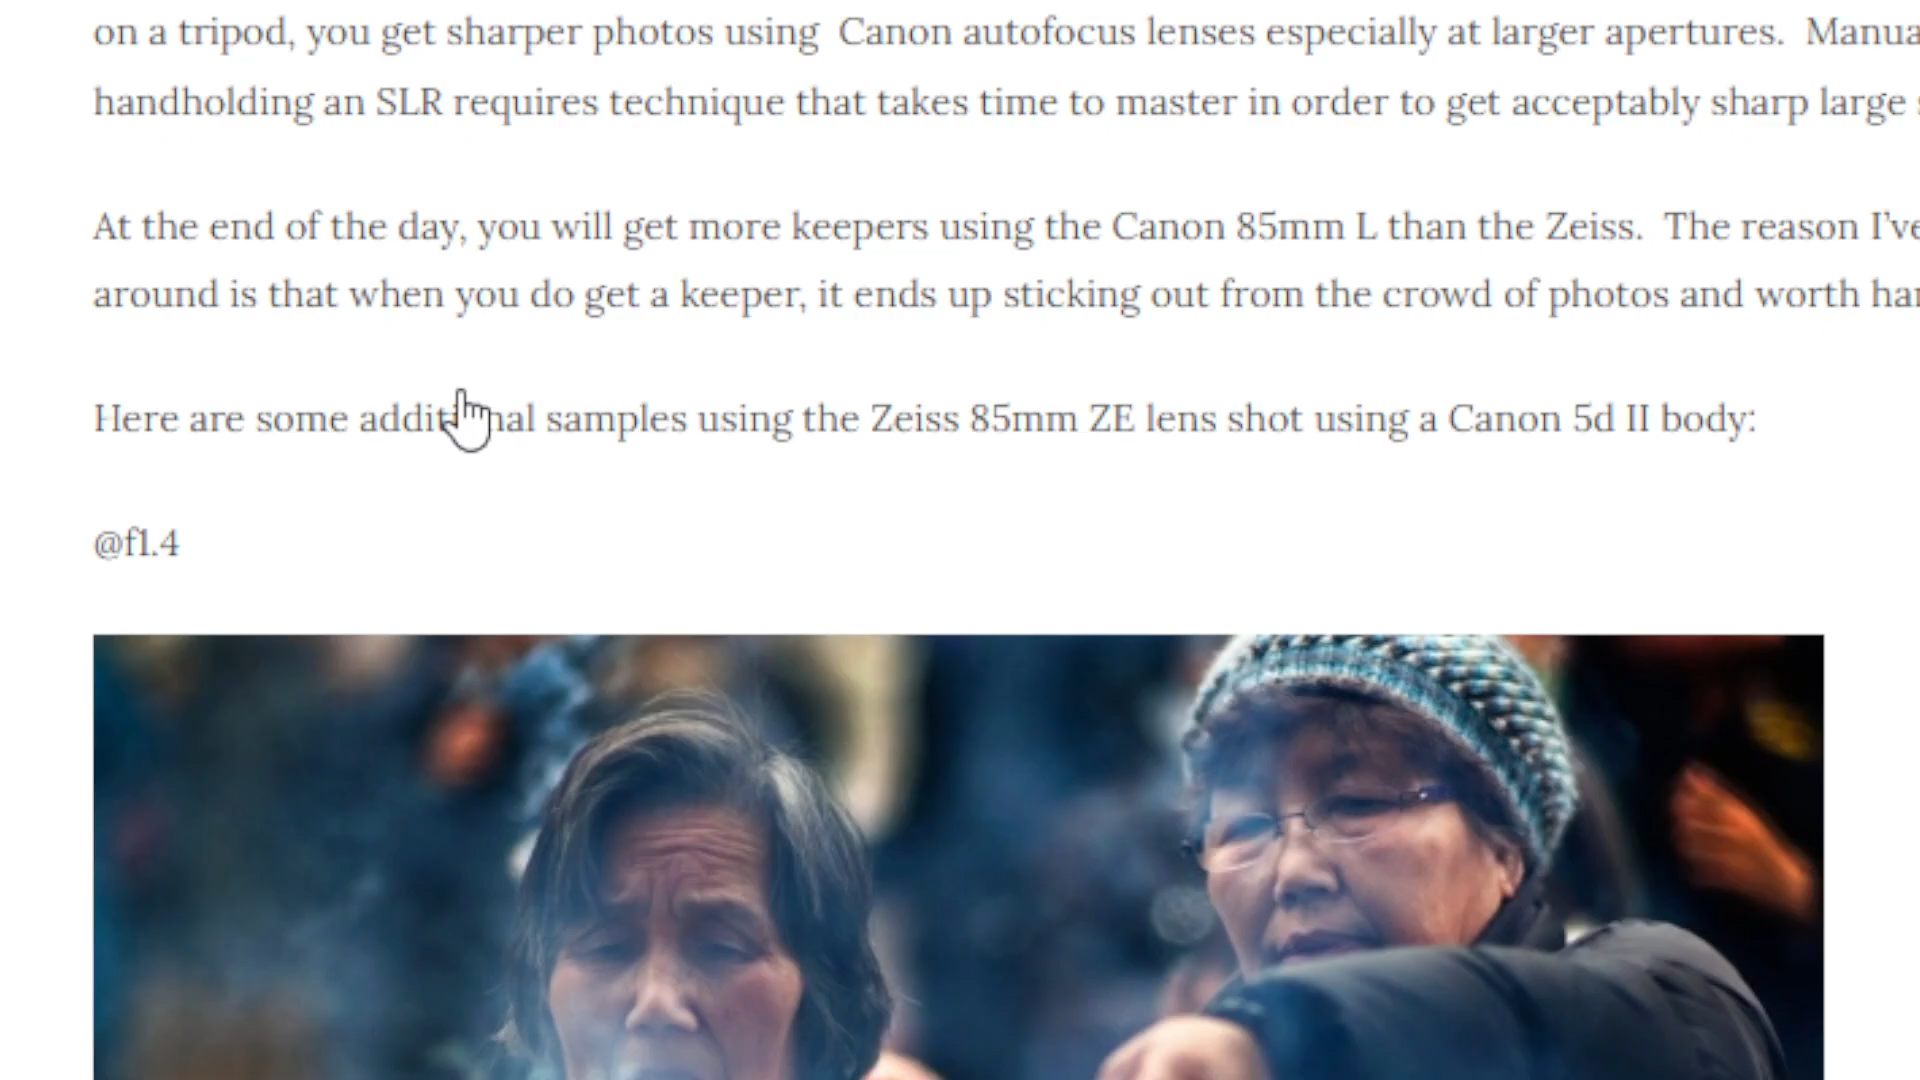 on a tripod, you get sharper photos using  Canon autofocus lenses especially at larger apertures.  Manua
handholding an SLR requires technique that takes time to master in order to get acceptably sharp large
At the end of the day, you will get more keepers using the Canon 85mm L than the Zeiss.  The reason I've
around is that when you do get a keeper, it ends up sticking out from the crowd of photos and worth har
Here are some addit nal samples using the Zeiss 85mm ZE lens shot using a Canon 5d II body:
@f1.4